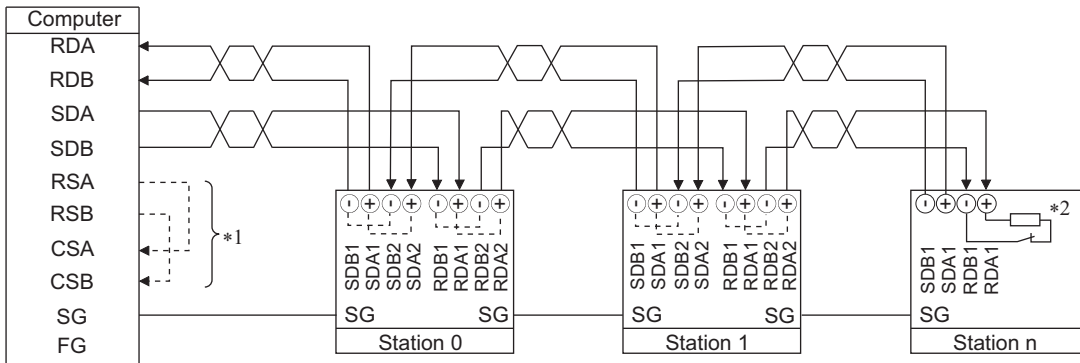 Computer
RDA
RDB
SDA
SDB
RSA
RSB
CSA
CSB
SG
FG
*1
- + - + - + - +
SDB1 SDA1 SDB2 SDA2 RDB1 RDA1 RDB2 RDA2
SG SG
Station 0
- + - + - + - +
SDB1 SDA1 SDB2 SDA2 RDB1 RDA1 RDB2 RDA2
SG SG
Station 1
- + - +
*2
SDB1 SDA1 RDB1 RDA1
SG
Station n